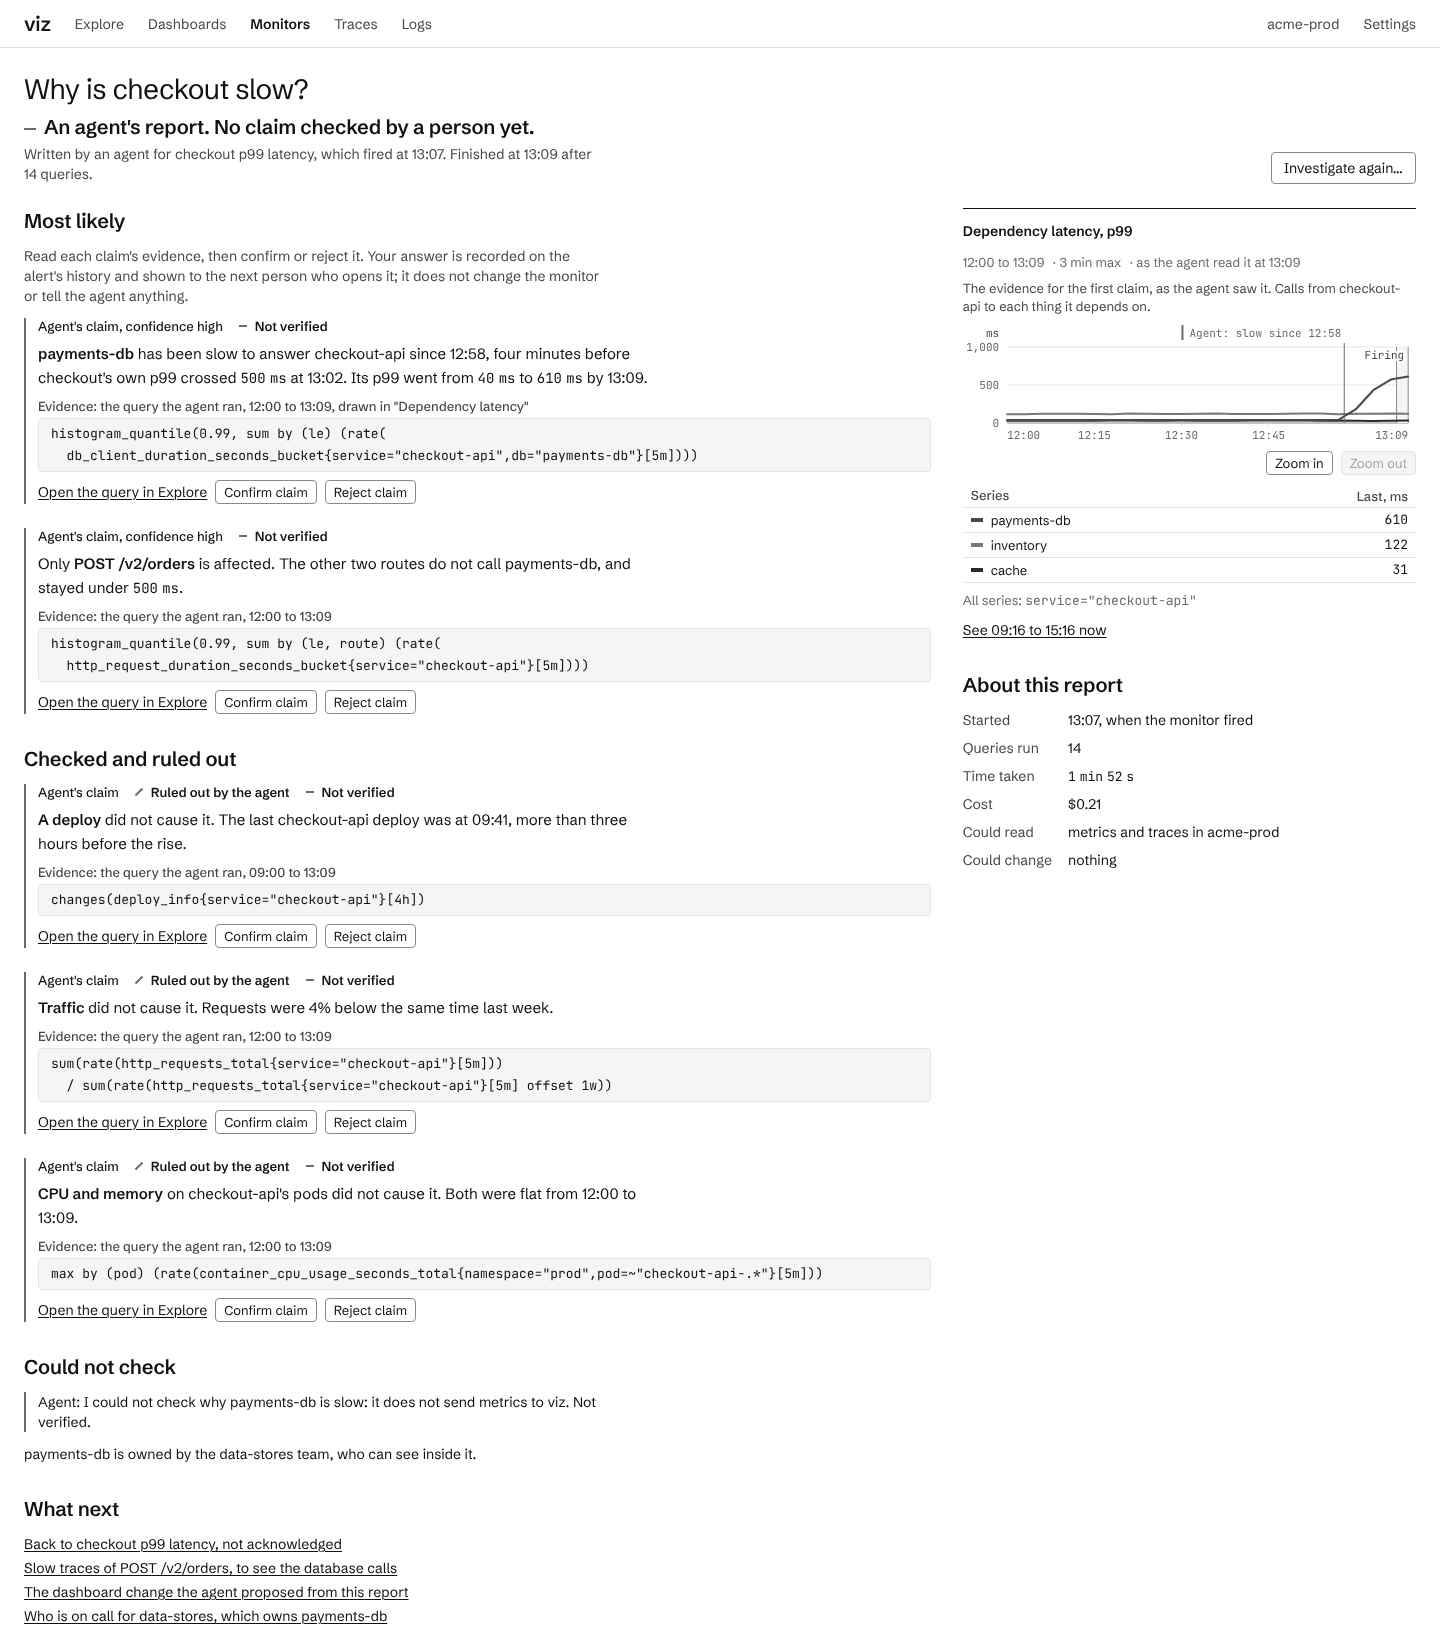 viz Explore Dashboards Monitors Traces Logs acme-prod Settings
Why is checkout slow?
— An agent's report. No claim checked by a person yet.
Written by an agent for checkout p99 latency, which fired at 13:07. Finished at 13:09 after
14 queries.
Investigate again…
Most likely
Read each claim's evidence, then confirm or reject it. Your answer is recorded on the
alert's history and shown to the next person who opens it; it does not change the monitor
or tell the agent anything.
Agent's claim, confidence high — Not verified
payments-db has been slow to answer checkout-api since 12:58, four minutes before
checkout's own p99 crossed 500 ms at 13:02. Its p99 went from 40 ms to 610 ms by 13:09.
Evidence: the query the agent ran, 12:00 to 13:09, drawn in "Dependency latency"
histogram_quantile(0.99, sum by (le) (rate(
db_client_duration_seconds_bucket{service="checkout-api",db="payments-db"}[5m])))
Open the query in Explore Confirm claim Reject claim
Agent's claim, confidence high — Not verified
Only POST /v2/orders is affected. The other two routes do not call payments-db, and
stayed under 500 ms.
Evidence: the query the agent ran, 12:00 to 13:09
histogram_quantile(0.99, sum by (le, route) (rate(
http_request_duration_seconds_bucket{service="checkout-api"}[5m])))
Open the query in Explore Confirm claim Reject claim
Checked and ruled out
Agent's claim Ruled out by the agent — Not verified
A deploy did not cause it. The last checkout-api deploy was at 09:41, more than three
hours before the rise.
Evidence: the query the agent ran, 09:00 to 13:09
changes(deploy_info{service="checkout-api"}[4h])
Open the query in Explore Confirm claim Reject claim
Agent's claim Ruled out by the agent — Not verified
Traffic did not cause it. Requests were 4% below the same time last week.
Evidence: the query the agent ran, 12:00 to 13:09
sum(rate(http_requests_total{service="checkout-api"}[5m]))
/ sum(rate(http_requests_total{service="checkout-api"}[5m] offset 1w))
Open the query in Explore Confirm claim Reject claim
Agent's claim Ruled out by the agent — Not verified
CPU and memory on checkout-api's pods did not cause it. Both were flat from 12:00 to
13:09.
Evidence: the query the agent ran, 12:00 to 13:09
max by (pod) (rate(container_cpu_usage_seconds_total{namespace="prod",pod=~"checkout-api-.*"}[5m]))
Open the query in Explore Confirm claim Reject claim
Could not check
Agent: I could not check why payments-db is slow: it does not send metrics to viz. Not
verified.
payments-db is owned by the data-stores team, who can see inside it.
What next
Back to checkout p99 latency, not acknowledged
Slow traces of POST /v2/orders, to see the database calls
The dashboard change the agent proposed from this report
Who is on call for data-stores, which owns payments-db
Dependency latency, p99
12:00 to 13:09 · 3 min max · as the agent read it at 13:09
The evidence for the first claim, as the agent saw it. Calls from checkout-
api to each thing it depends on.
ms Agent: slow since 12:58
1,000 Firing
500
0
12:00 12:15 12:30 12:45 13:09
Zoom in Zoom out
Series Last, ms
payments-db 610
inventory 122
cache 31
All series: service="checkout-api"
See 09:16 to 15:16 now
About this report
Started 13:07, when the monitor fired
Queries run 14
Time taken 1 min 52 s
Cost $0.21
Could read metrics and traces in acme-prod
Could change nothing